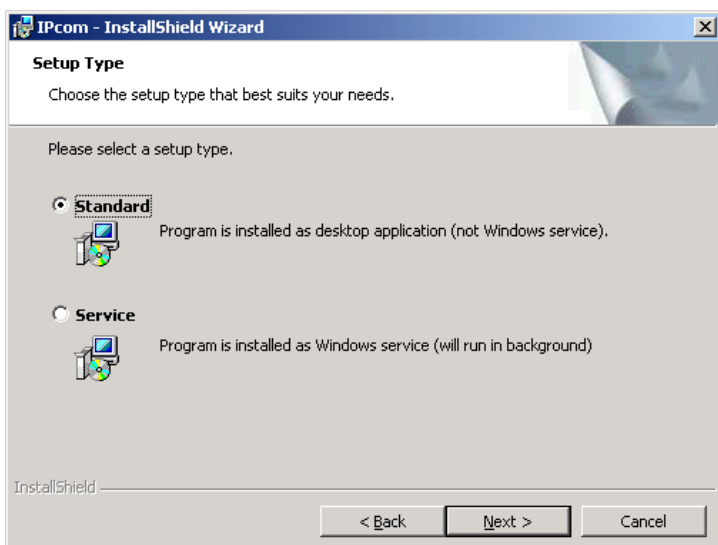 IPcom - InstallShield Wizard
Setup Type
Choose the setup type that best suits your needs.
Please select a setup type.
Standard
Program is installed as desktop application (not Windows service).
Service
Program is installed as Windows service (will run in background)
InstallShield
< Back Next > Cancel